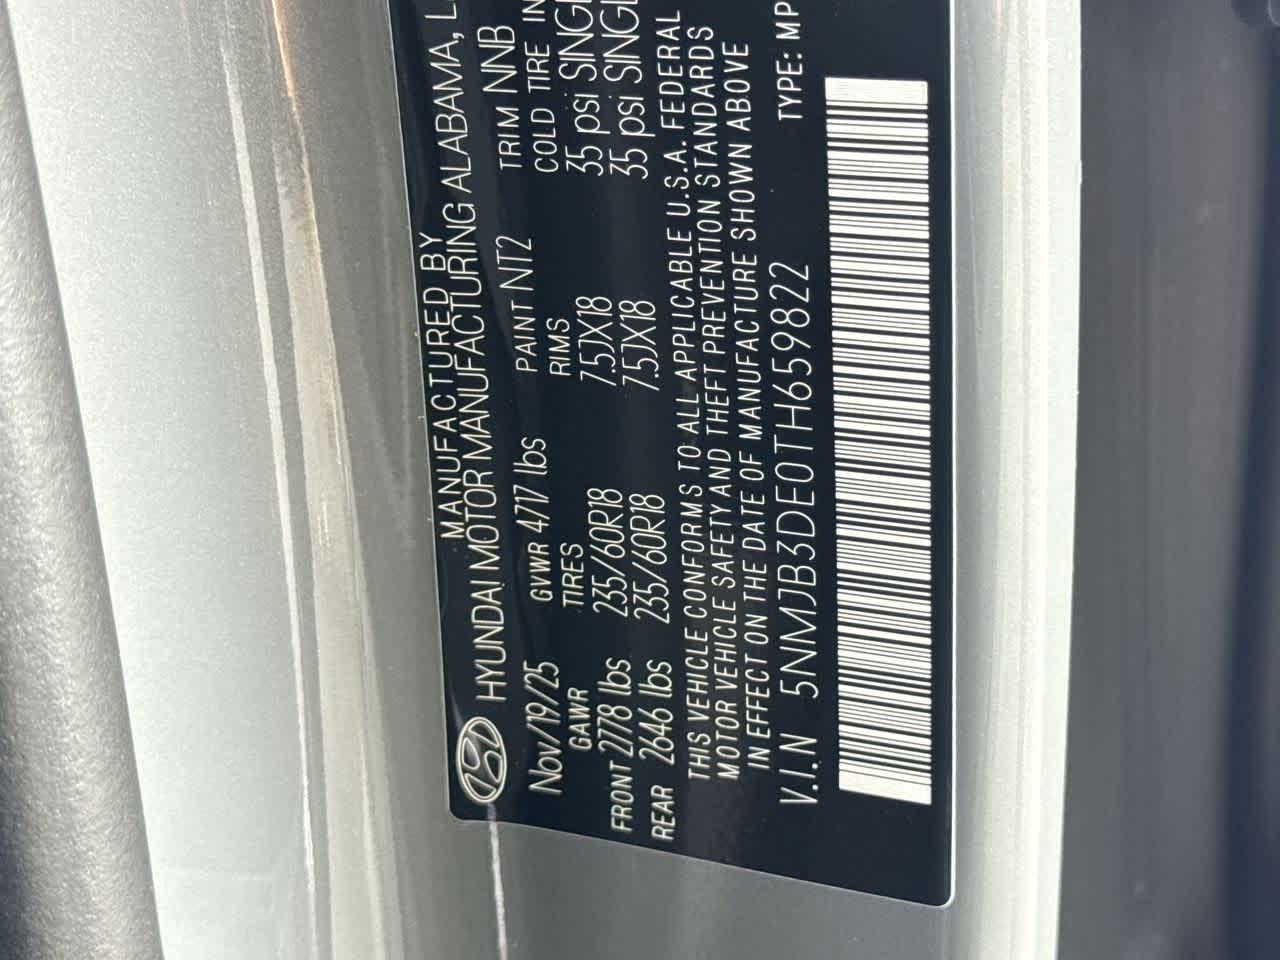 MANUFACTURED BY
HYUNDAI MOTOR MANUFACTURING ALABAMA, L
Nov/19/25 GVWR 4717 lbs PAINT NT2 TRIM NNB
GAWR TIRES RIMS COLD TIRE IN
FRONT 2778 lbs 235/60R18 7.5JX18 35 psi SINGL
REAR 2646 lbs 235/60R18 7.5JX18 35 psi SINGL
THIS VEHICLE CONFORMS TO ALL APPLICABLE U.S.A. FEDERAL
MOTOR VEHICLE SAFETY AND THEFT PREVENTION STANDARDS
IN EFFECT ON THE DATE OF MANUFACTURE SHOWN ABOVE
V.I.N 5NMJB3DE0TH659822 TYPE: MP